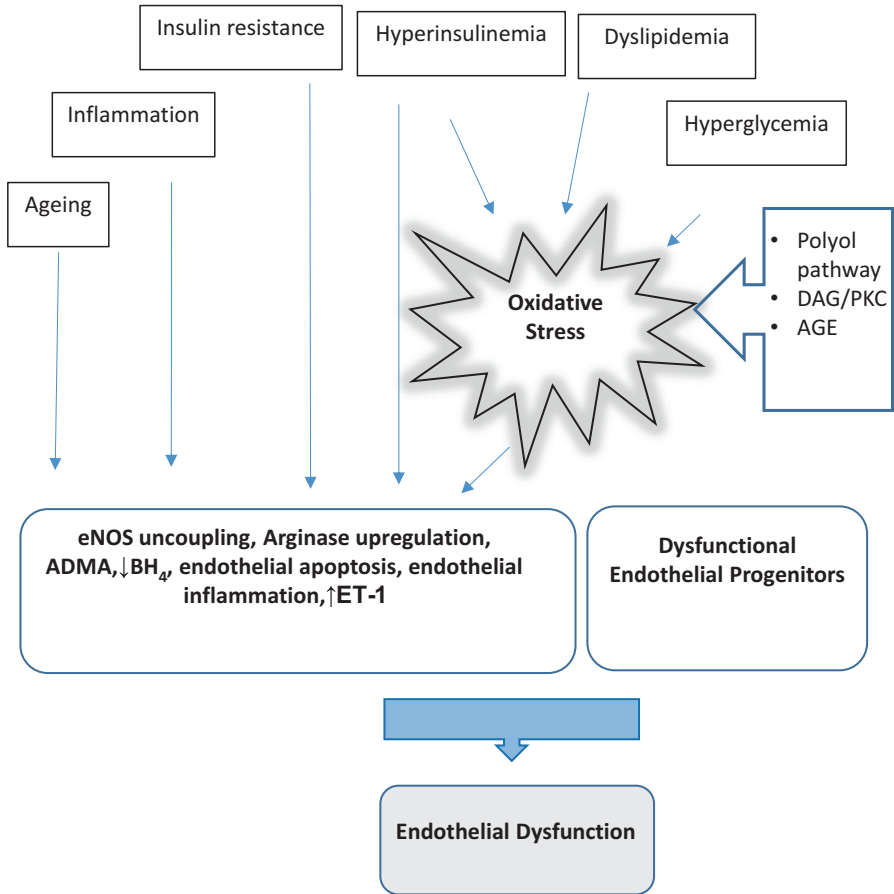 Insulin resistance
Hyperinsulinemia
Dyslipidemia
Inflammation
Hyperglycemia
Ageing
• Polyol
pathway
• DAG/PKC
• AGE
Oxidative
Stress
eNOS uncoupling, Arginase upregulation,
ADMA,↓BH₄, endothelial apoptosis, endothelial
inflammation,↑ET-1
Dysfunctional
Endothelial Progenitors
Endothelial Dysfunction